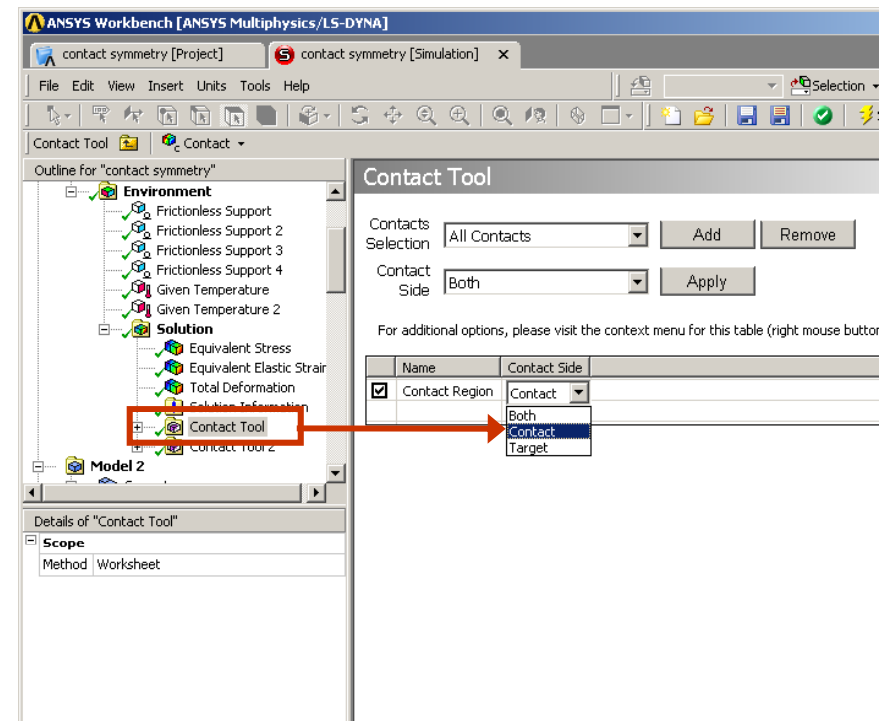 ANSYS Workbench [ANSYS Multiphysics/LS-DYNA]
contact symmetry [Project] contact symmetry [Simulation] ×
File Edit View Insert Units Tools Help Selection
Contact Tool Contact
Outline for "contact symmetry"
Environment
Frictionless Support
Frictionless Support 2
Frictionless Support 3
Frictionless Support 4
Given Temperature
Given Temperature 2
Solution
Equivalent Stress
Equivalent Elastic Strair
Total Deformation
Solution Information
Contact Tool
Contact Tool 2
Model 2
Details of "Contact Tool"
Scope
Method Worksheet
Contact Tool
Contacts
Selection All Contacts Add Remove
Contact
Side Both Apply
For additional options, please visit the context menu for this table (right mouse buttor
Name Contact Side
Contact Region Contact
Both
Contact
Target